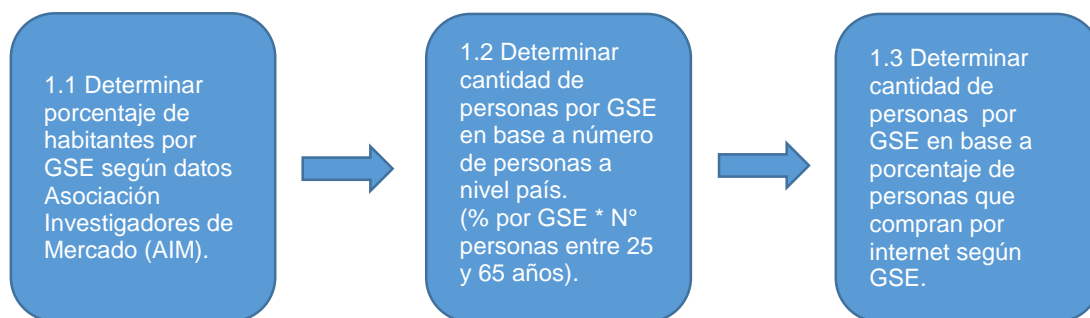 1.1 Determinar
porcentaje de
habitantes por
GSE según datos
Asociación
Investigadores de
Mercado (AIM).
1.2 Determinar
cantidad de
personas por GSE
en base a número
de personas a
nivel país.
(% por GSE * N°
personas entre 25
y 65 años).
1.3 Determinar
cantidad de
personas por
GSE en base a
porcentaje de
personas que
compran por
internet según
GSE.